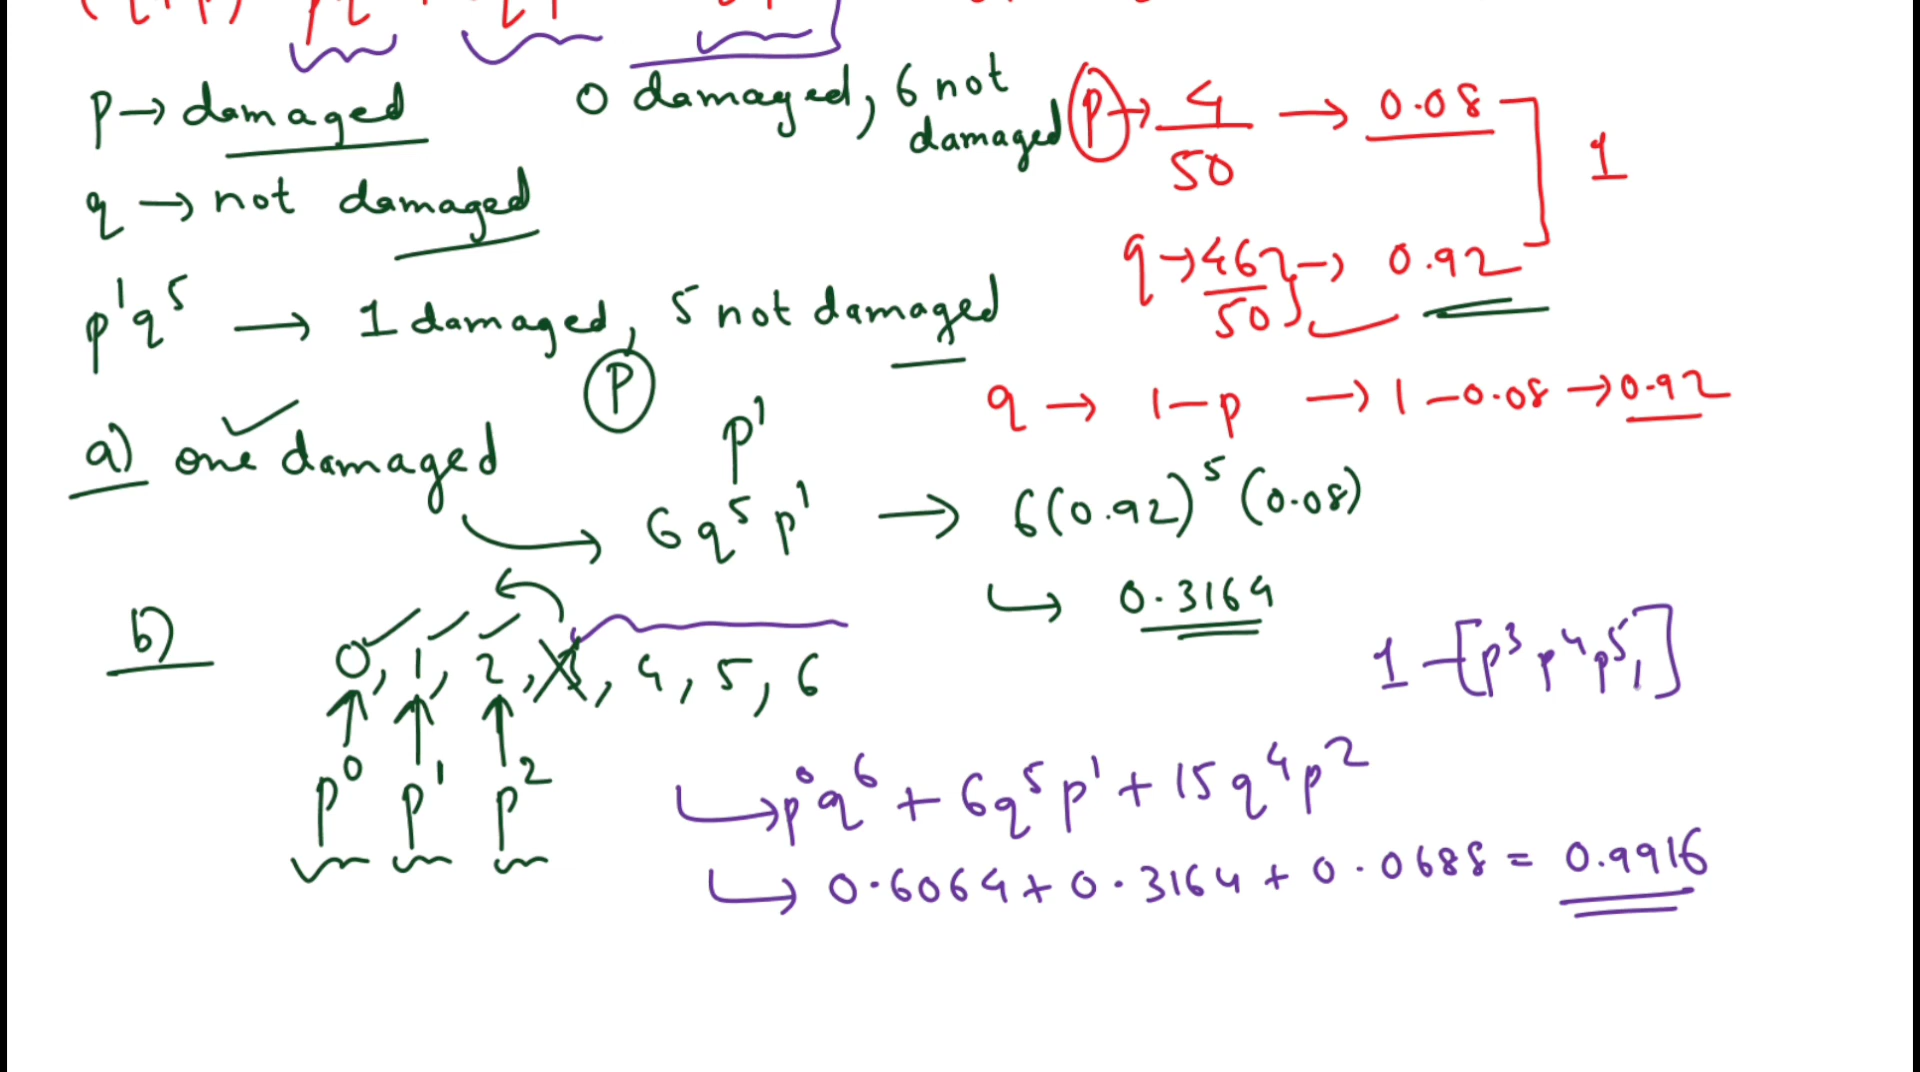 p → damaged
0 damaged, 6 not damaged
p → 4/50 → 0.08
1
q → not damaged
q → 46/50 → 0.92
p¹q⁵ → 1 damaged, 5 not damaged
P
q → 1-p → 1-0.08 → 0.92
a) one damaged
p¹
6q⁵p¹ → 6(0.92)⁵(0.08)
↳ 0.3164
b) 0, 1, 2, 3, 4, 5, 6
1-[p³ p⁴ p⁵,]
p⁰ p¹ p²
↳ p⁰q⁶ + 6q⁵p¹ + 15q⁴p²
↳ 0.6064 + 0.3164 + 0.0688 = 0.9916